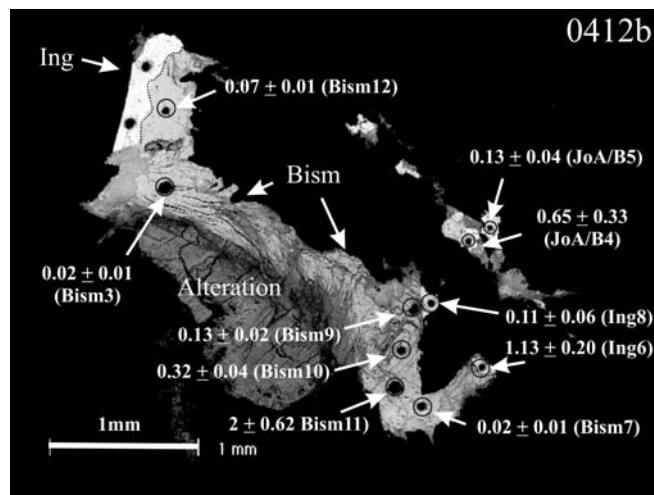 0412b
Ing
0.07 ± 0.01 (Bism12)
0.13 ± 0.04 (JoA/B5)
Bism
0.65 ± 0.33
(JoA/B4)
0.02 ± 0.01
(Bism3)
Alteration
0.11 ± 0.06 (Ing8)
0.13 ± 0.02 (Bism9)
1.13 ± 0.20 (Ing6)
0.32 ± 0.04 (Bism10)
2 ± 0.62 Bism11)
0.02 ± 0.01 (Bism7)
1mm
1 mm